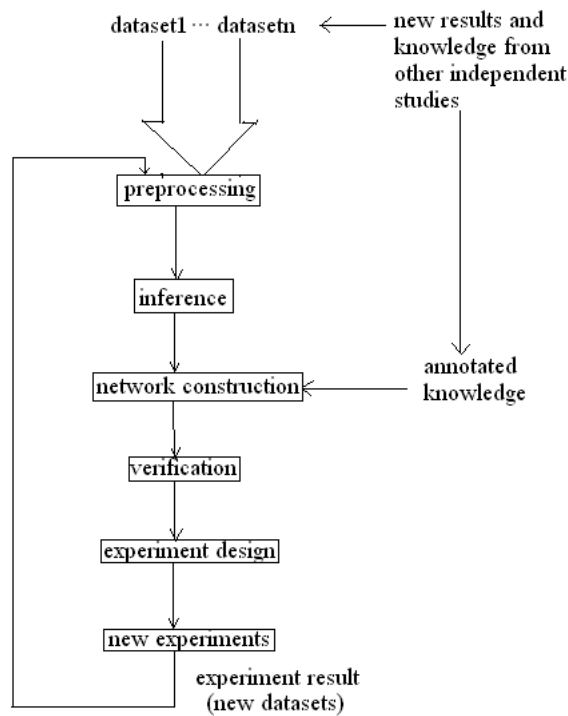 dataset1 ... datasetn
new results and
knowledge from
other independent
studies
preprocessing
inference
network construction
annotated
knowledge
verification
experiment design
new experiments
experiment result
(new datasets)